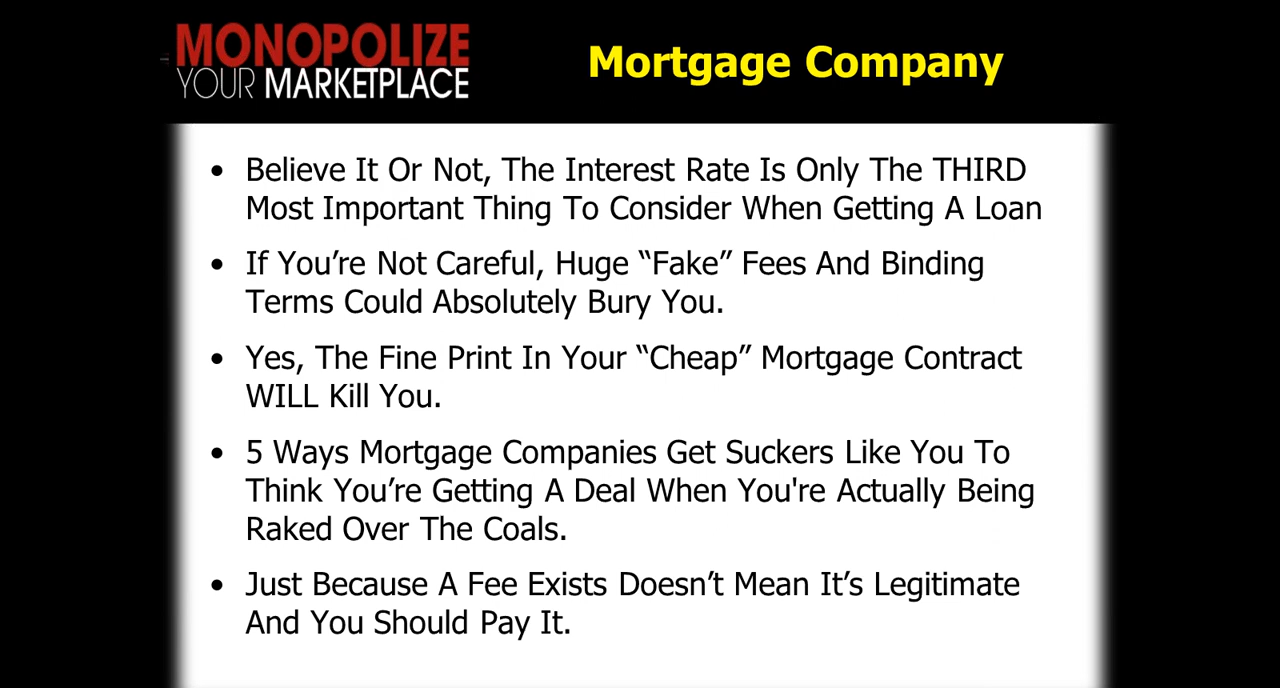 MONOPOLIZE
YOUR MARKETPLACE
Mortgage Company
• Believe It Or Not, The Interest Rate Is Only The THIRD
Most Important Thing To Consider When Getting A Loan
• If You’re Not Careful, Huge “Fake” Fees And Binding
Terms Could Absolutely Bury You.
• Yes, The Fine Print In Your “Cheap” Mortgage Contract
WILL Kill You.
• 5 Ways Mortgage Companies Get Suckers Like You To
Think You’re Getting A Deal When You're Actually Being
Raked Over The Coals.
• Just Because A Fee Exists Doesn’t Mean It’s Legitimate
And You Should Pay It.